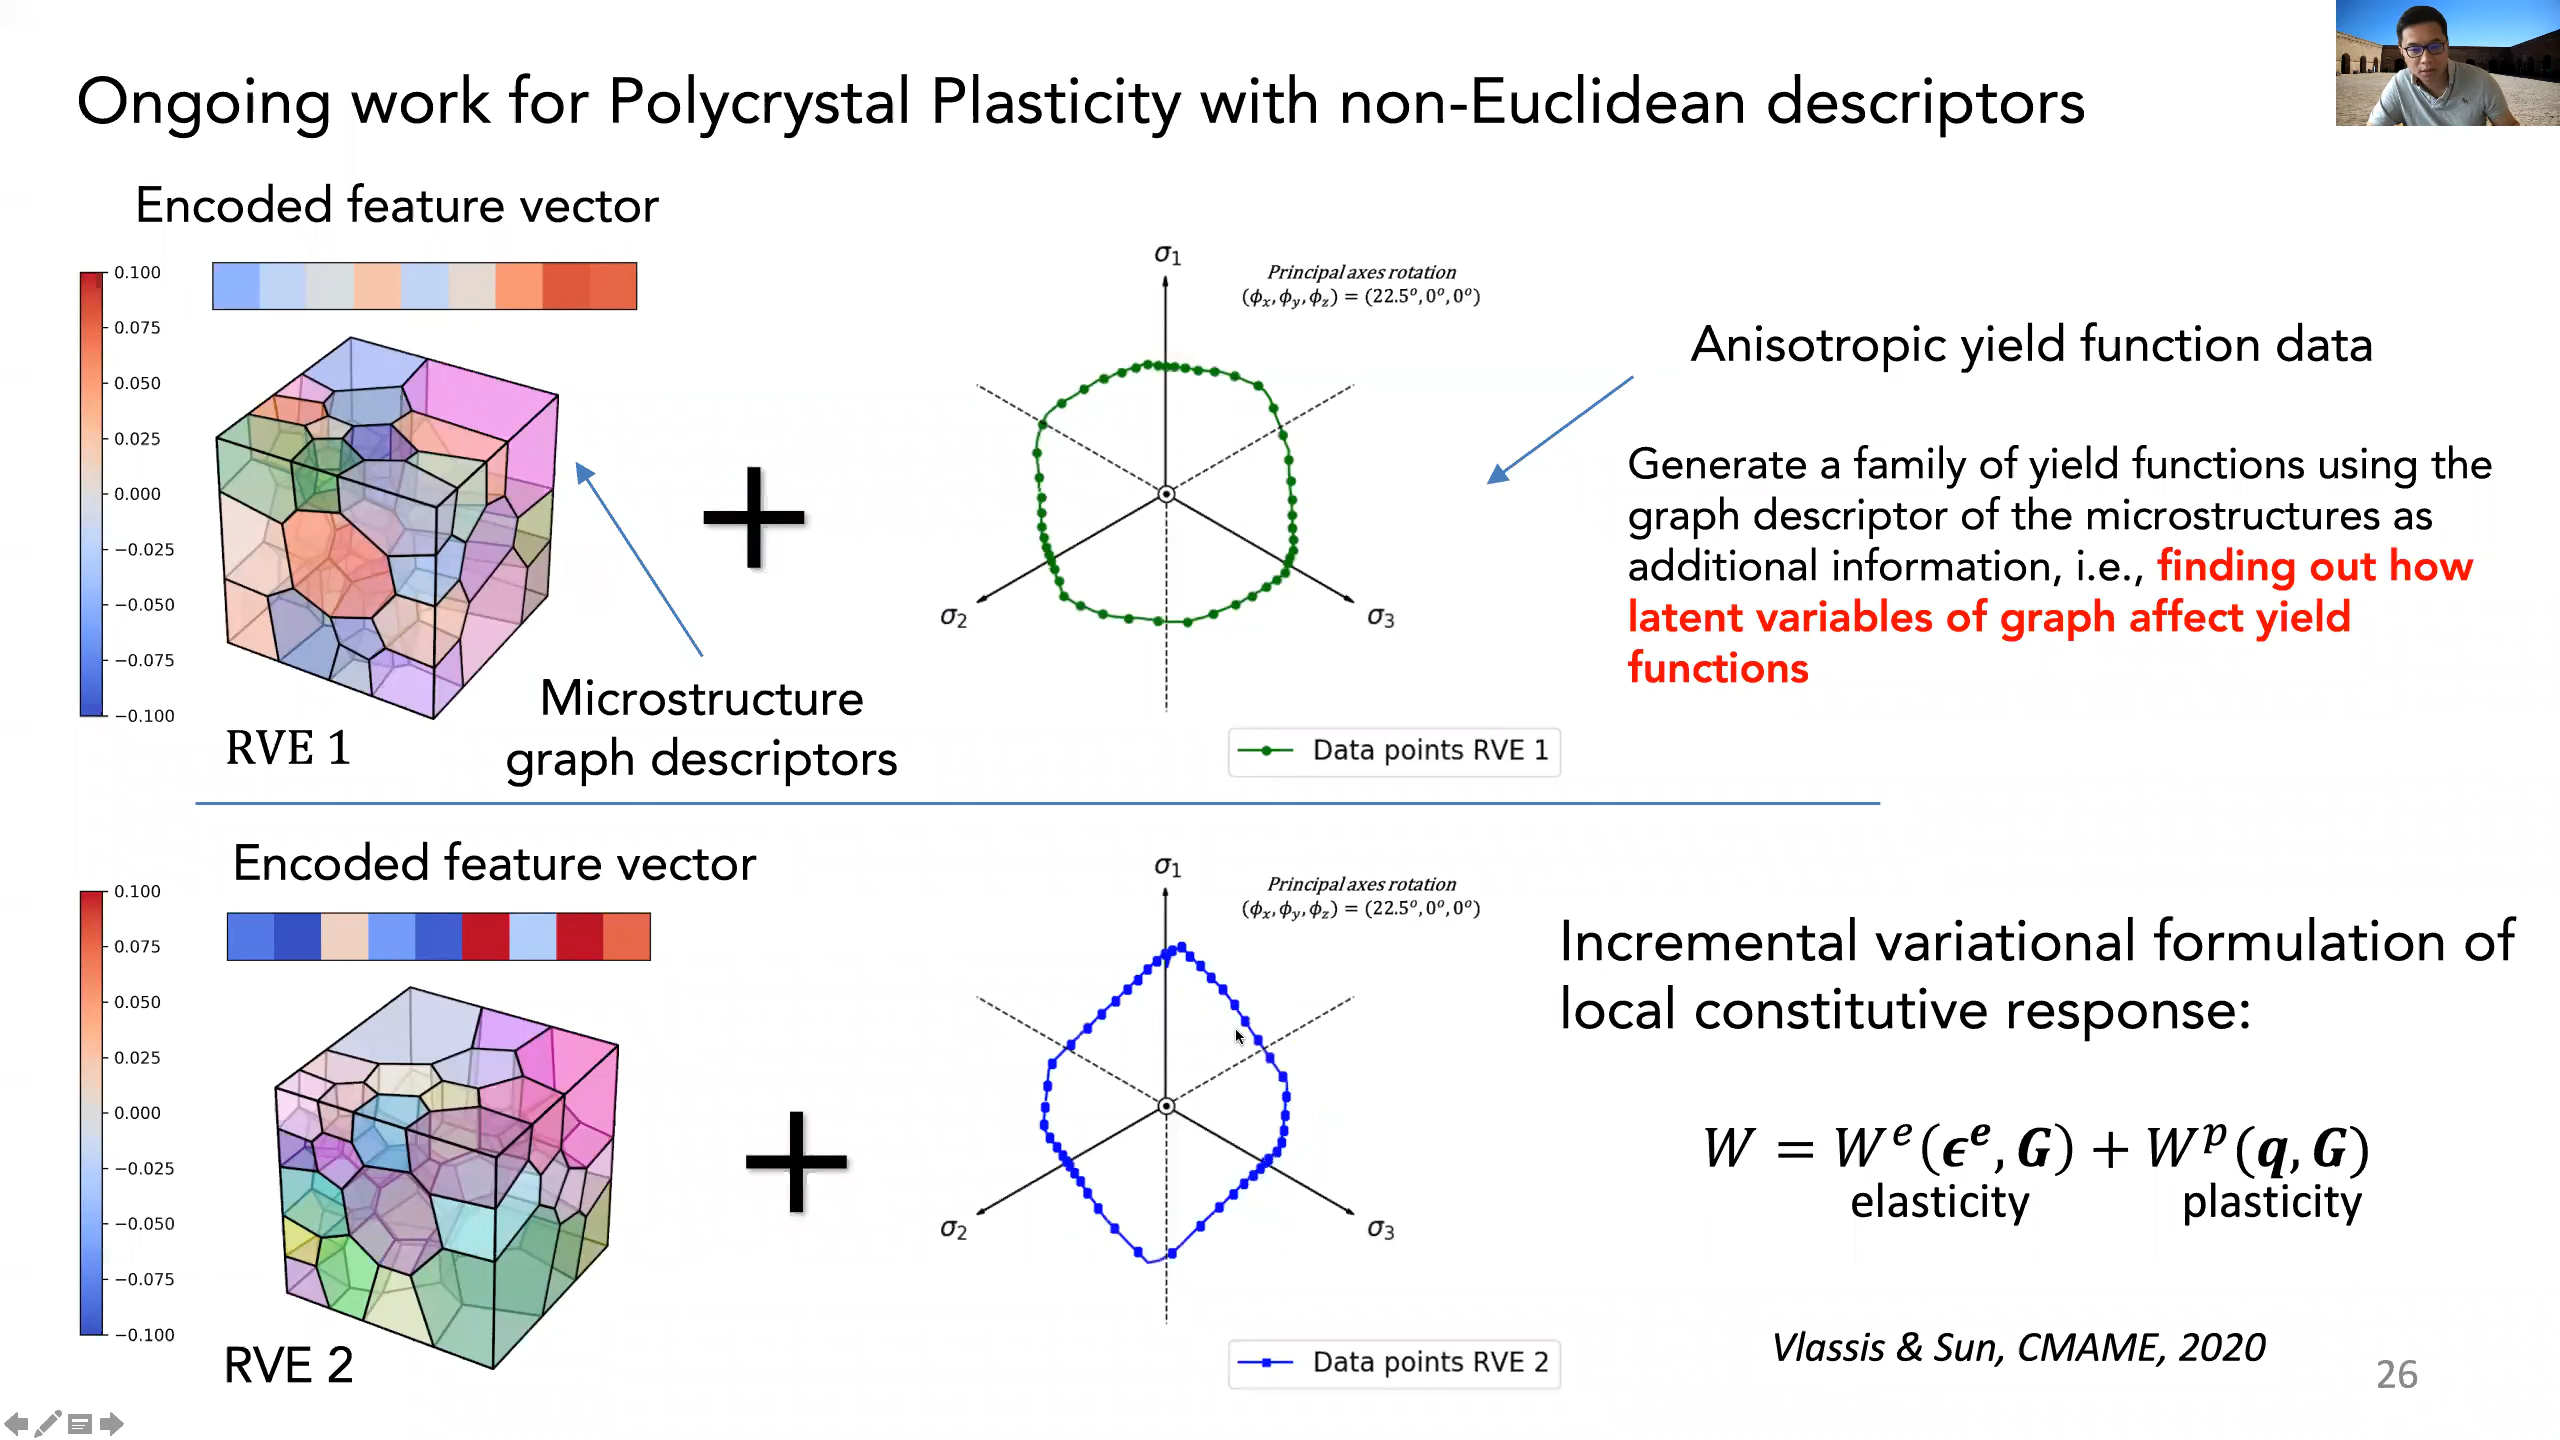 Ongoing work for Polycrystal Plasticity with non-Euclidean descriptors
Encoded feature vector
0.100
0.075
0.050
0.025
0.000
−0.025
−0.050
−0.075
−0.100
RVE 1
Microstructure
graph descriptors
σ1
Principal axes rotation
(ϕx, ϕy, ϕz) = (22.5°, 0°, 0°)
σ2
σ3
Data points RVE 1
Anisotropic yield function data
Generate a family of yield functions using the
graph descriptor of the microstructures as
additional information, i.e., finding out how
latent variables of graph affect yield
functions
Encoded feature vector
0.100
0.075
0.050
0.025
0.000
−0.025
−0.050
−0.075
−0.100
RVE 2
σ1
Principal axes rotation
(ϕx, ϕy, ϕz) = (22.5°, 0°, 0°)
σ2
σ3
Data points RVE 2
Incremental variational formulation of
local constitutive response:
W = Wᵉ(ϵᵉ, G) + Wᵖ(q, G)
elasticity plasticity
Vlassis & Sun, CMAME, 2020
26